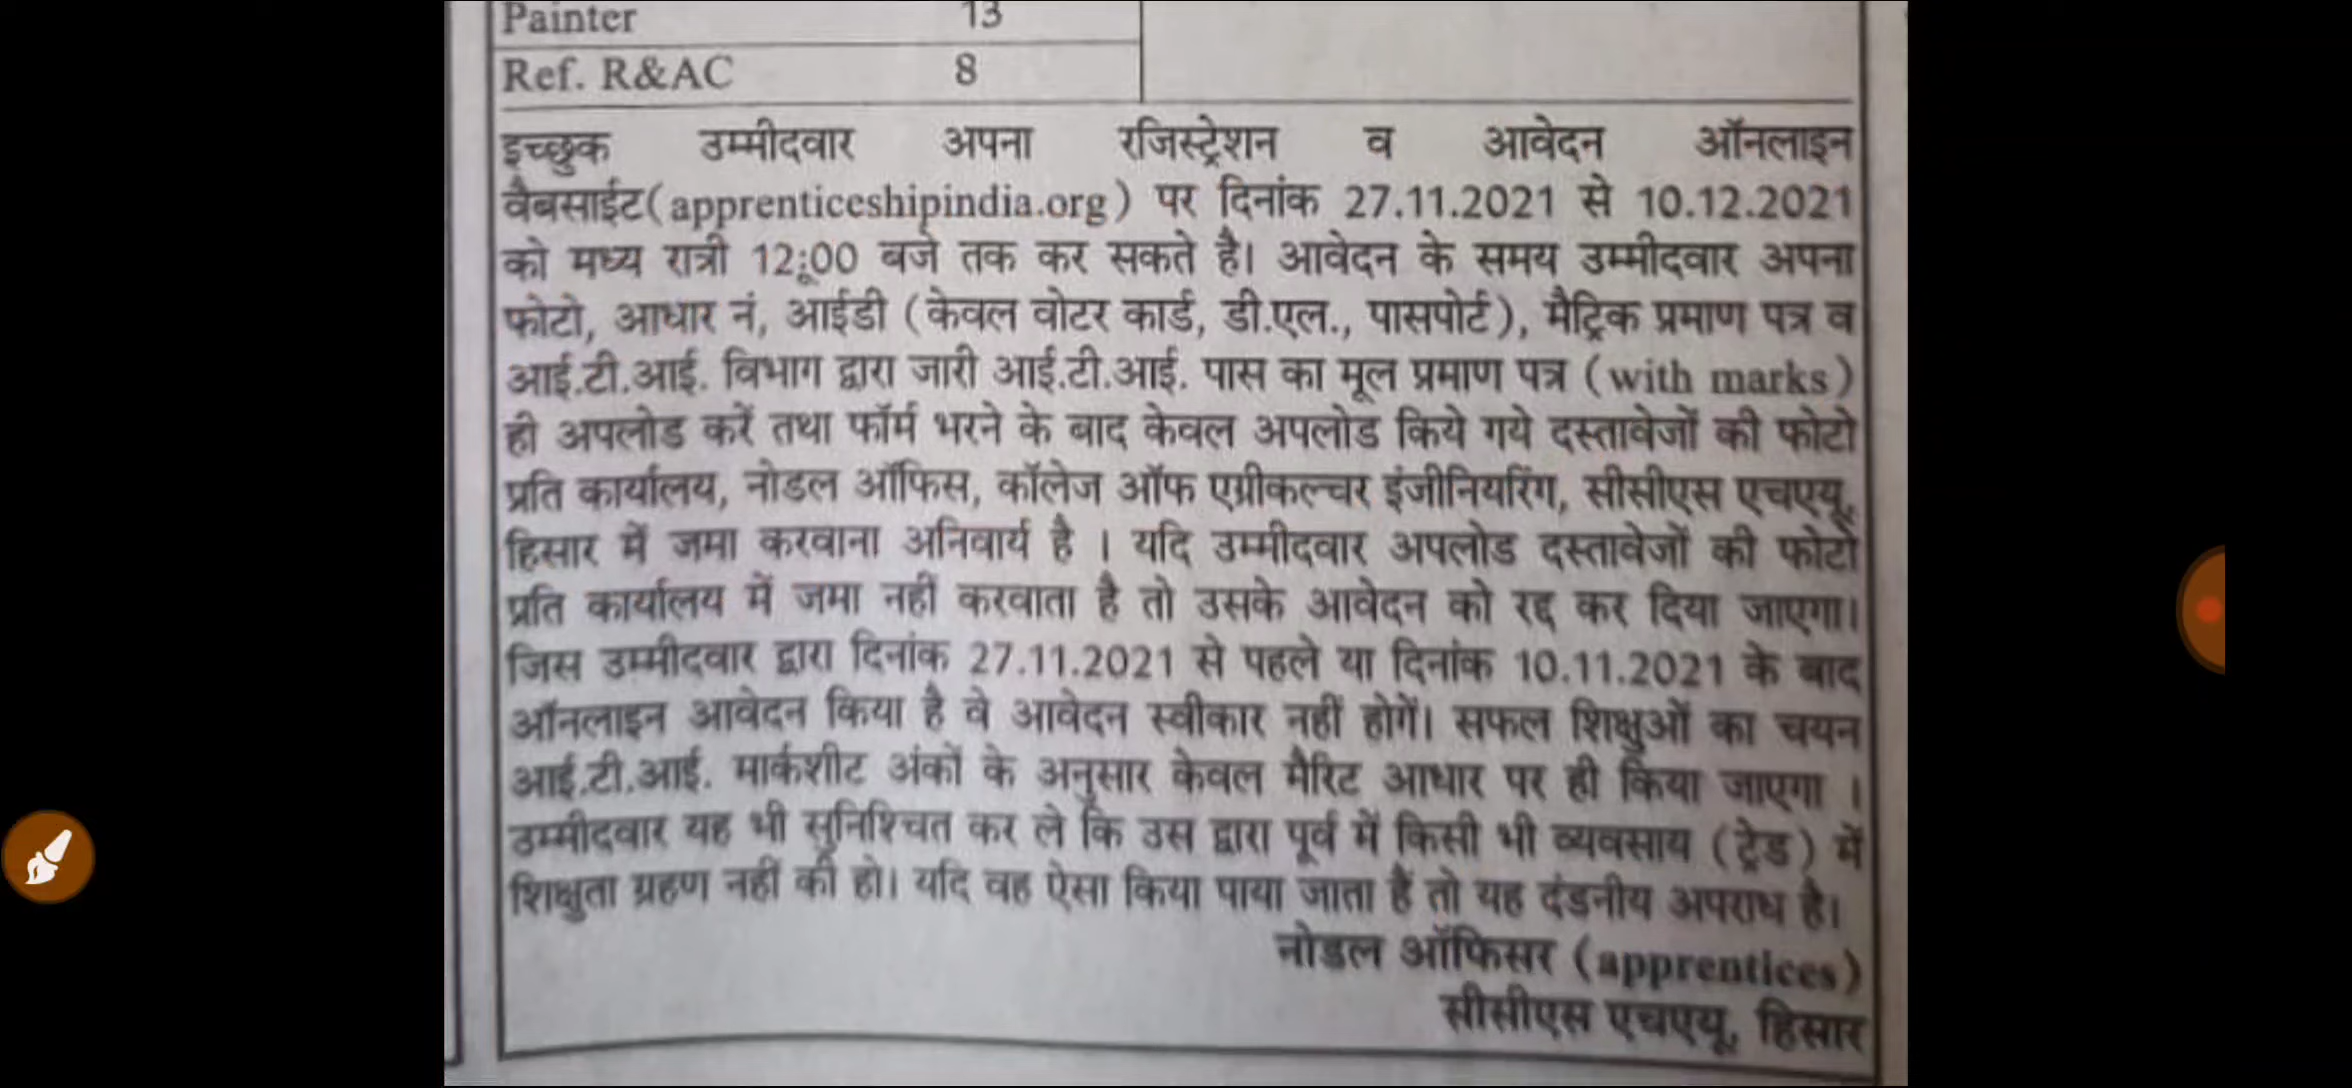 Painter 13
Ref. R&AC 8
इच्छुक उम्मीदवार अपना रजिस्ट्रेशन व आवेदन ऑनलाइन
वैबसाईट(apprenticeshipindia.org) पर दिनांक 27.11.2021 से 10.12.2021
को मध्य रात्री 12:00 बजे तक कर सकते है। आवेदन के समय उम्मीदवार अपना
फोटो, आधार नं, आईडी (केवल वोटर कार्ड, डी.एल., पासपोर्ट), मैट्रिक प्रमाण पत्र व
आई.टी.आई. विभाग द्वारा जारी आई.टी.आई. पास का मूल प्रमाण पत्र (with marks)
ही अपलोड करें तथा फॉर्म भरने के बाद केवल अपलोड किये गये दस्तावेजों की फोटो
प्रति कार्यालय, नोडल ऑफिस, कॉलेज ऑफ एग्रीकल्चर इंजीनियरिंग, सीसीएस एचएयू,
हिसार में जमा करवाना अनिवार्य है । यदि उम्मीदवार अपलोड दस्तावेजों की फोटो
प्रति कार्यालय में जमा नहीं करवाता है तो उसके आवेदन को रद्द कर दिया जाएगा।
जिस उम्मीदवार द्वारा दिनांक 27.11.2021 से पहले या दिनांक 10.11.2021 के बाद
ऑनलाइन आवेदन किया है वे आवेदन स्वीकार नहीं होगें। सफल शिक्षुओं का चयन
आई.टी.आई. मार्कशीट अंकों के अनुसार केवल मैरिट आधार पर ही किया जाएगा ।
उम्मीदवार यह भी सुनिश्चित कर ले कि उस द्वारा पूर्व में किसी भी व्यवसाय (ट्रेड) में
शिक्षुता ग्रहण नहीं की हो। यदि वह ऐसा किया पाया जाता है तो यह दंडनीय अपराध है।
नोडल ऑफिसर (apprentices)
सीसीएस एचएयू, हिसार